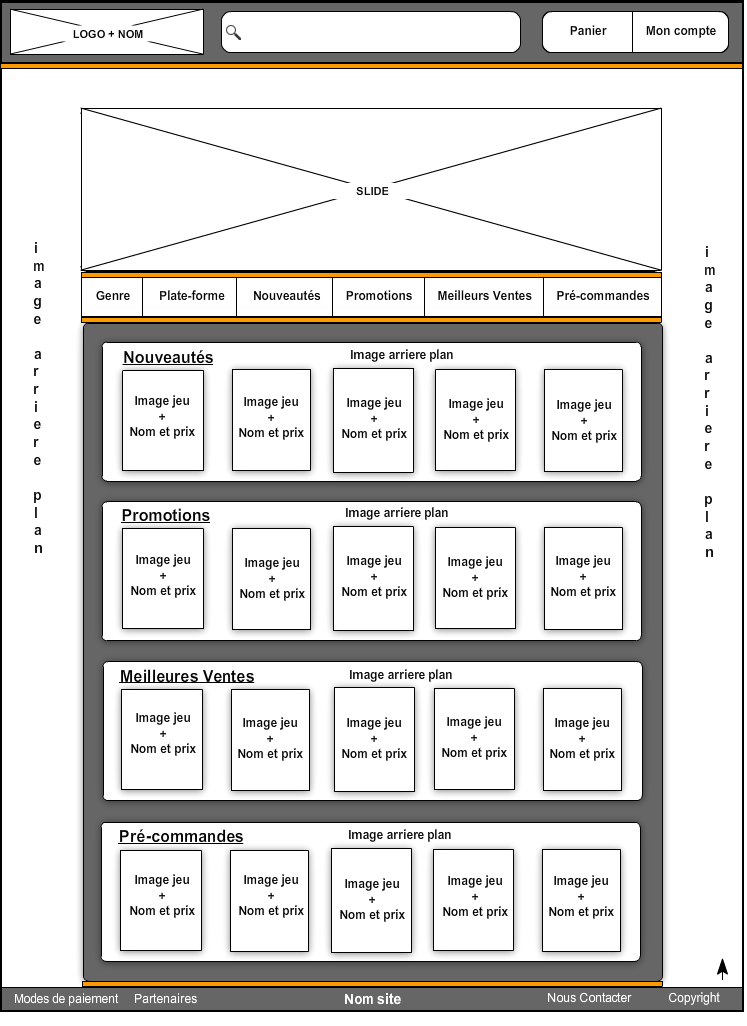 LOGO + NOM
Panier
Mon compte
SLIDE
image arriere plan
image arriere plan
Genre
Plate-forme
Nouveautés
Promotions
Meilleurs Ventes
Pré-commandes
Nouveautés
Image arriere plan
Image jeu
+
Nom et prix
Image jeu
+
Nom et prix
Image jeu
+
Nom et prix
Image jeu
+
Nom et prix
Image jeu
+
Nom et prix
Promotions
Image arriere plan
Image jeu
+
Nom et prix
Image jeu
+
Nom et prix
Image jeu
+
Nom et prix
Image jeu
+
Nom et prix
Image jeu
+
Nom et prix
Meilleures Ventes
Image arriere plan
Image jeu
+
Nom et prix
Image jeu
+
Nom et prix
Image jeu
+
Nom et prix
Image jeu
+
Nom et prix
Image jeu
+
Nom et prix
Pré-commandes
Image arriere plan
Image jeu
+
Nom et prix
Image jeu
+
Nom et prix
Image jeu
+
Nom et prix
Image jeu
+
Nom et prix
Image jeu
+
Nom et prix
Modes de paiement
Partenaires
Nom site
Nous Contacter
Copyright